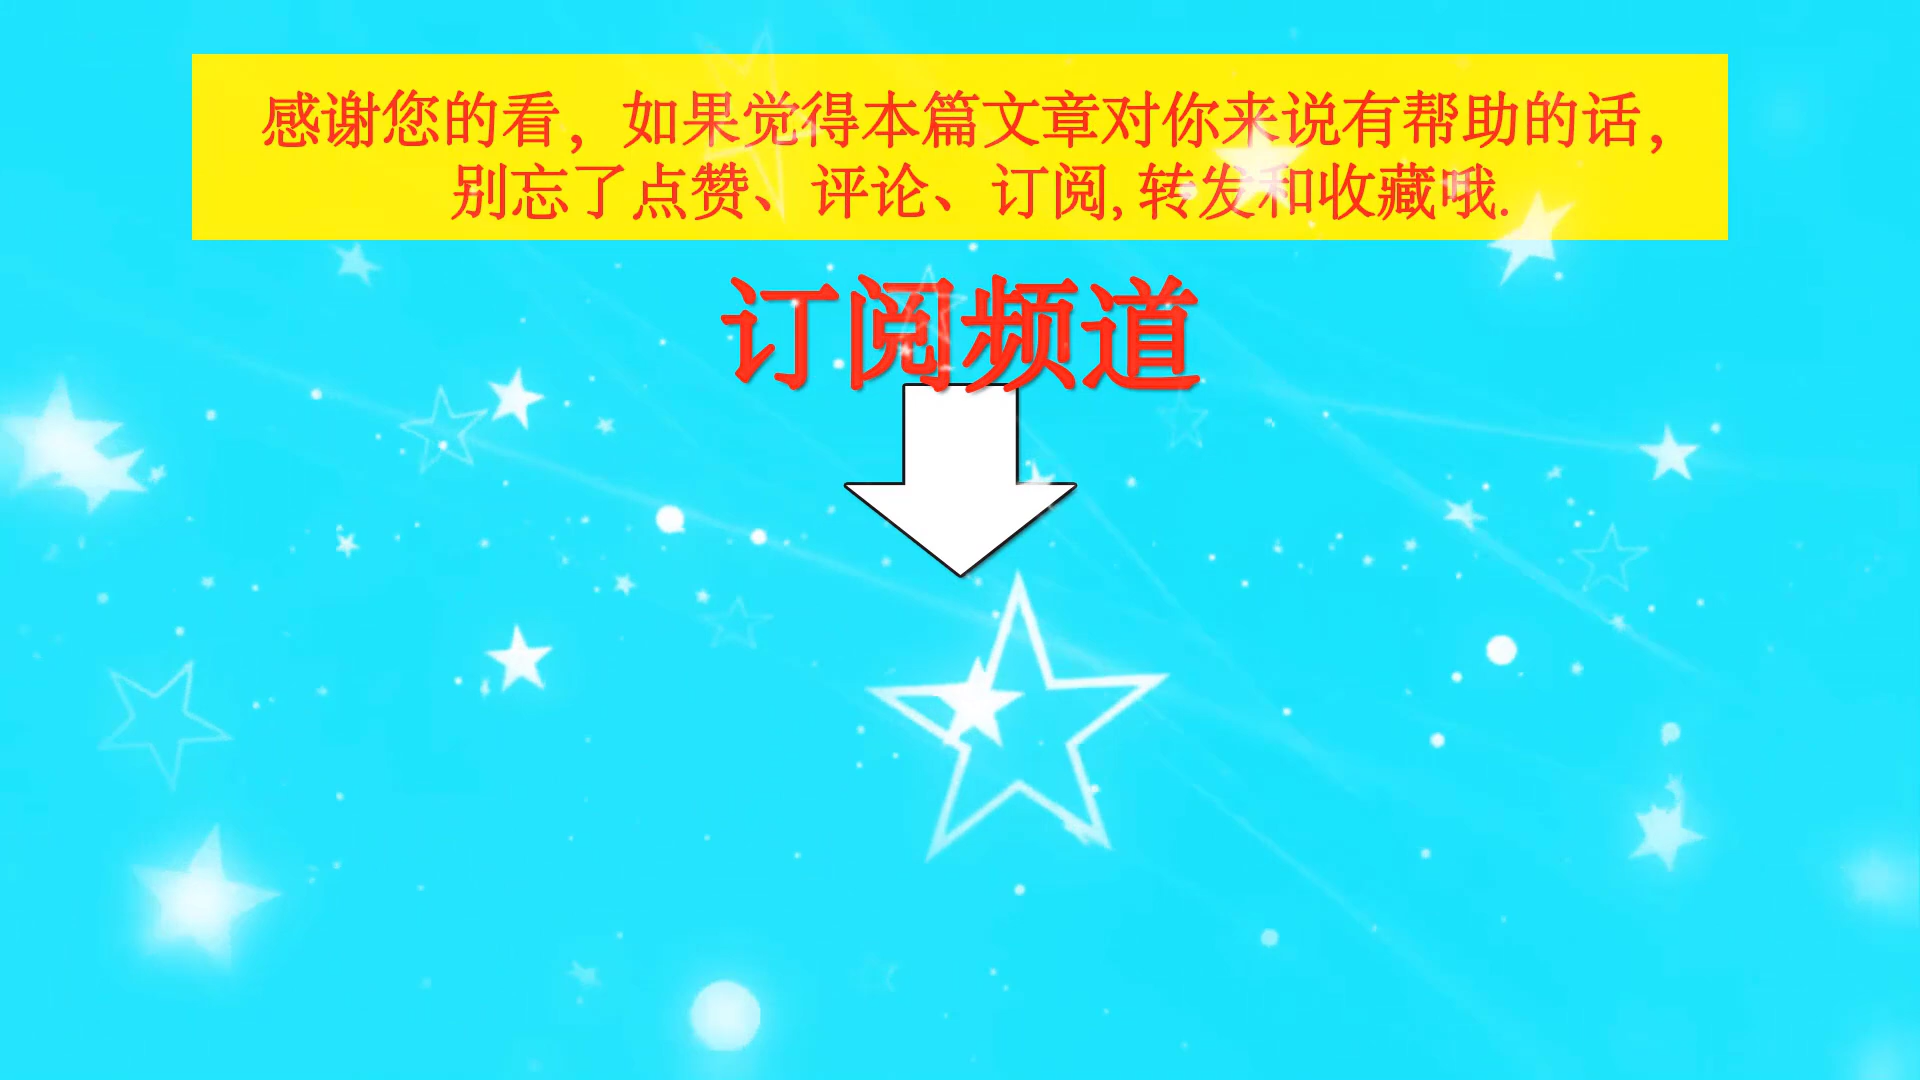 感谢您的看，如果觉得本篇文章对你来说有帮助的话，
别忘了点赞、评论、订阅,转发和收藏哦.
订阅频道